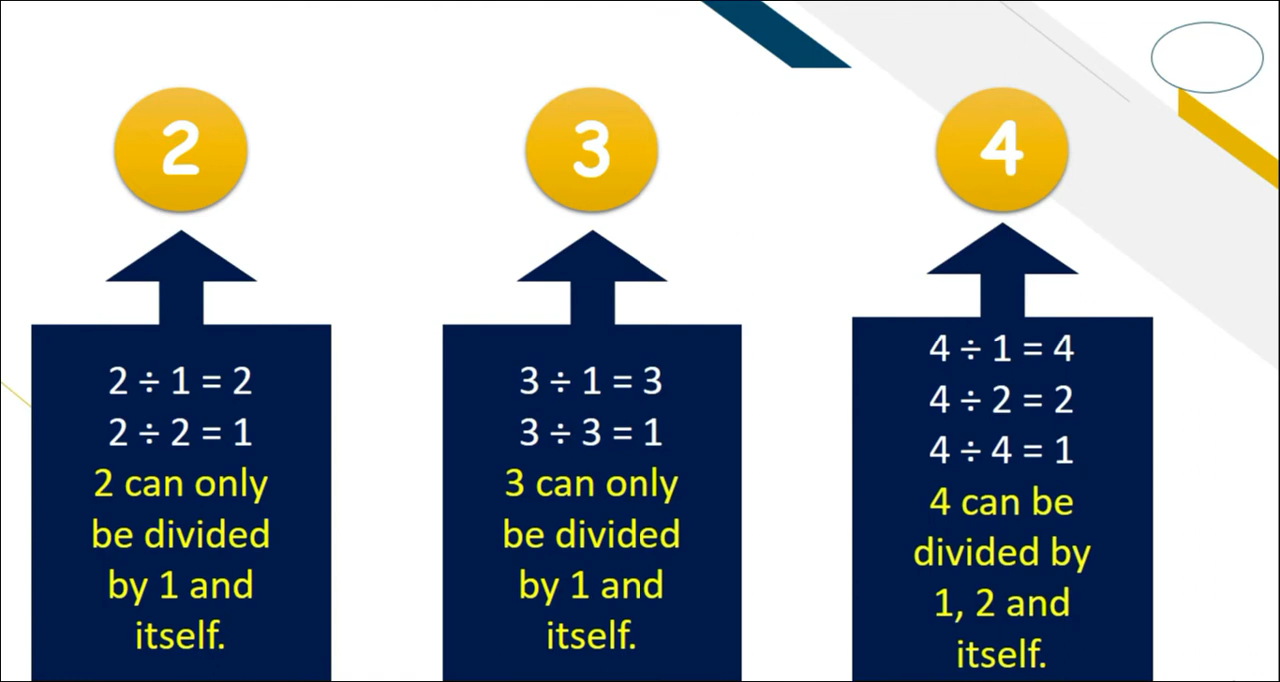 2
2 ÷ 1 = 2
2 ÷ 2 = 1
2 can only
be divided
by 1 and
itself.
3
3 ÷ 1 = 3
3 ÷ 3 = 1
3 can only
be divided
by 1 and
itself.
4
4 ÷ 1 = 4
4 ÷ 2 = 2
4 ÷ 4 = 1
4 can be
divided by
1, 2 and
itself.